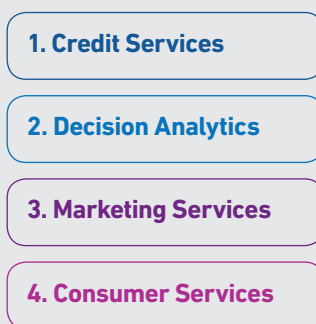 1. Credit Services
2. Decision Analytics
3. Marketing Services
4. Consumer Services